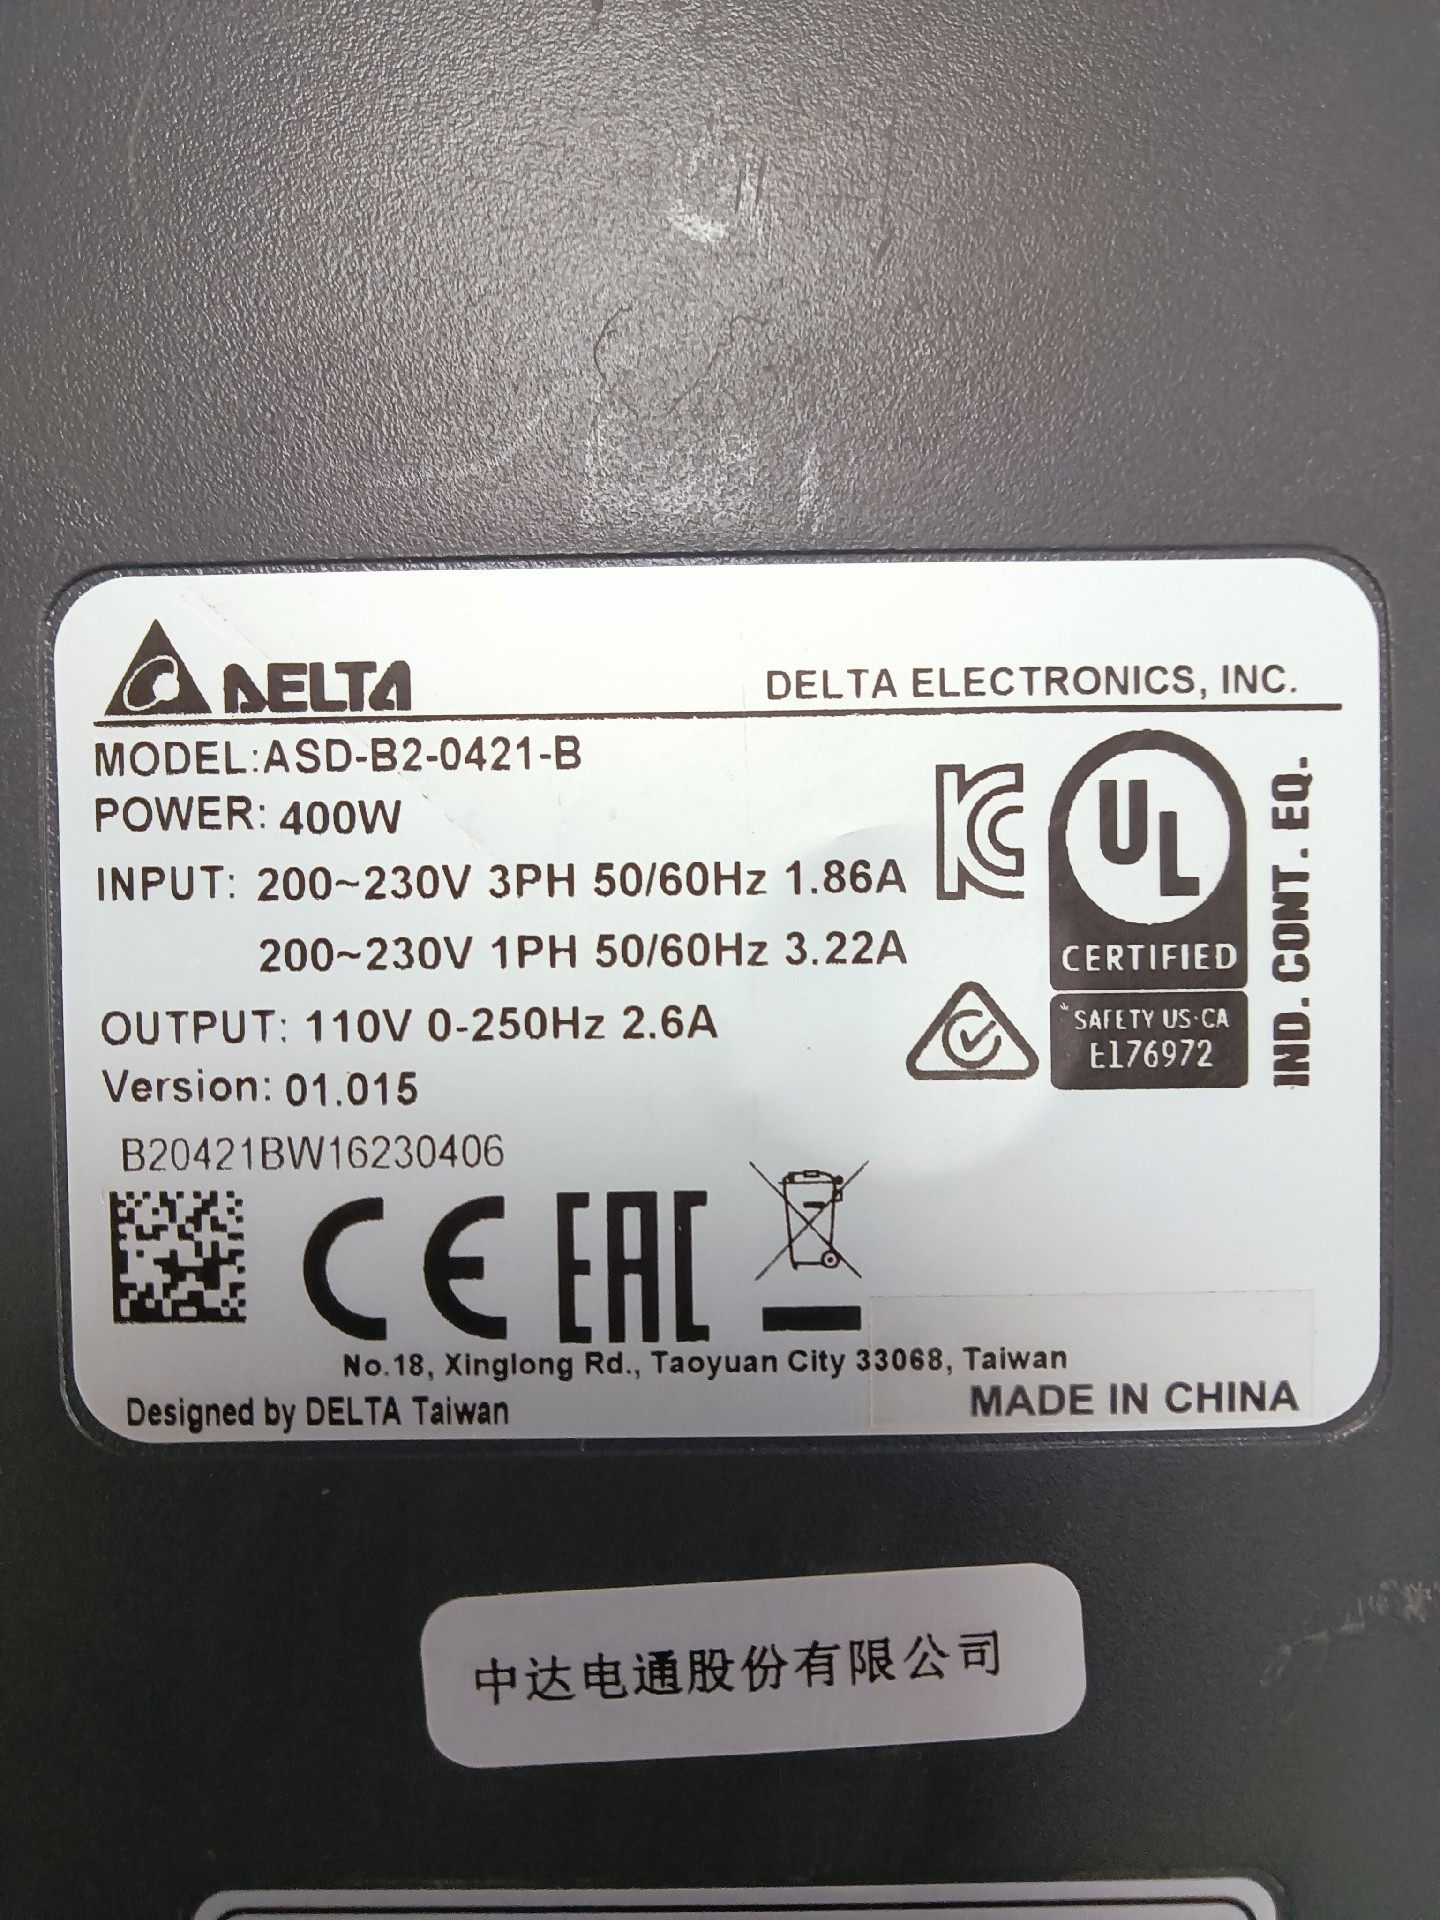 DELTA
DELTA ELECTRONICS, INC.
MODEL:ASD-B2-0421-B
POWER: 400W
INPUT: 200~230V 3PH 50/60Hz 1.86A
200~230V 1PH 50/60Hz 3.22A
OUTPUT: 110V 0-250Hz 2.6A
Version: 01.015
B20421BW16230406
UL
CERTIFIED
SAFETY US-CA
E176972
IND. CONT. EQ.
CE EAC
No.18, Xinglong Rd., Taoyuan City 33068, Taiwan
Designed by DELTA Taiwan
MADE IN CHINA
中达电通股份有限公司